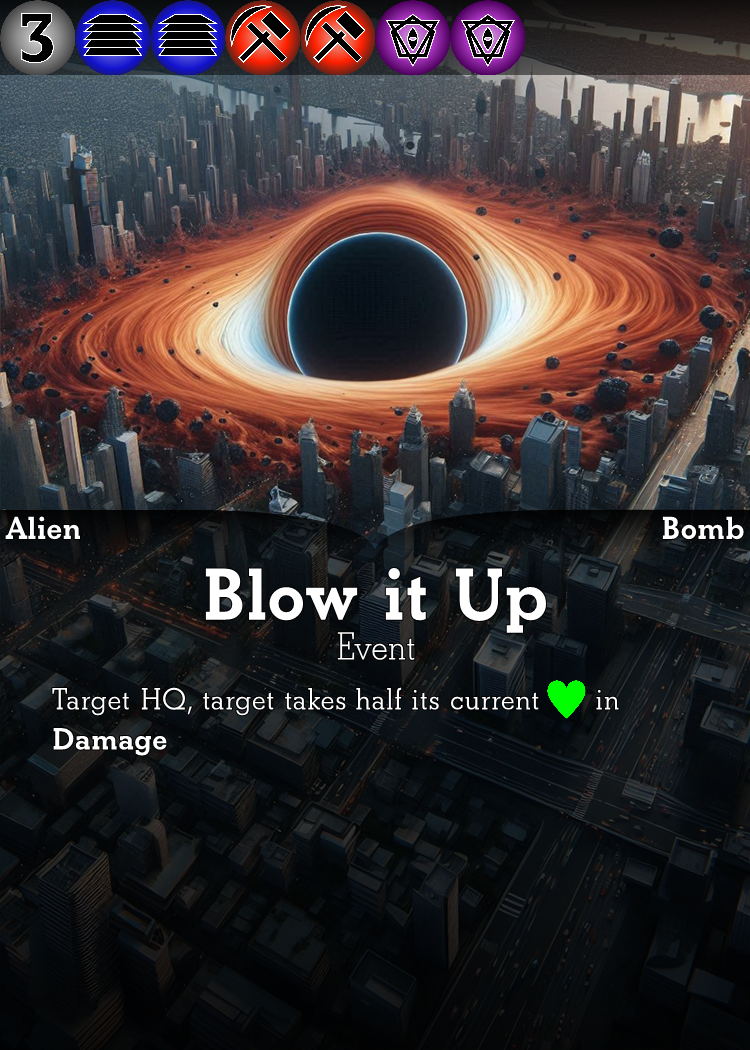 3
Alien
Bomb
Blow it Up
Event
Target HQ, target takes half its current in
Damage